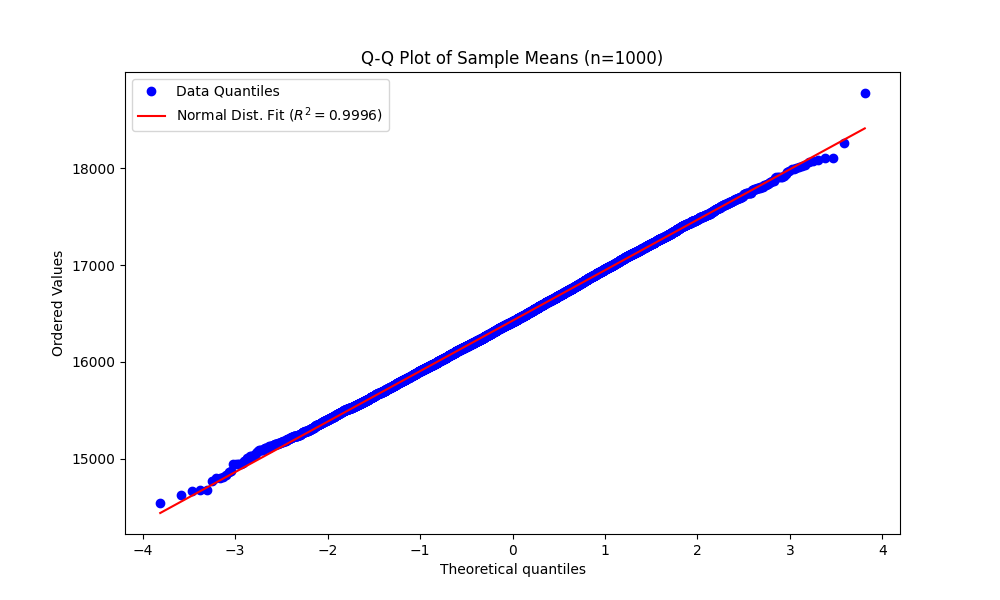 Q-Q Plot of Sample Means (n=1000)
Data Quantiles
Normal Dist. Fit ($R^2 = 0.9996$)
18000
17000
16000
15000
Ordered Values
−4 −3 −2 −1 0 1 2 3 4
Theoretical quantiles